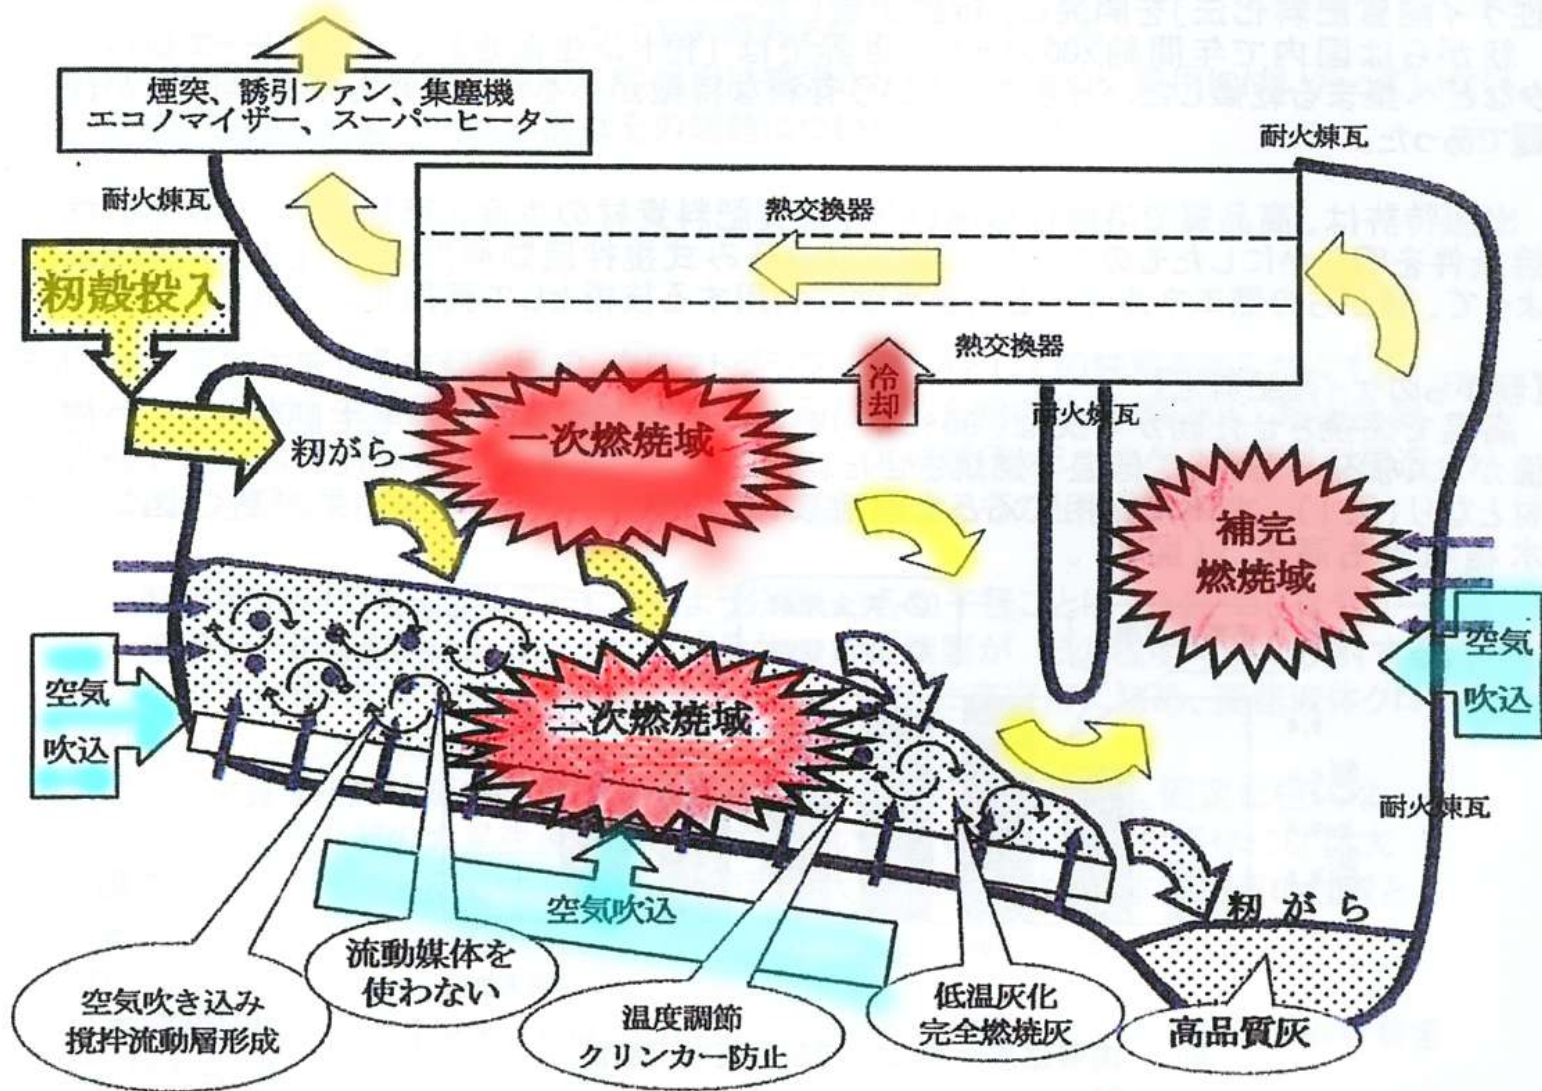 煙突、誘引ファン、集塵機
エコノマイザー、スーパーヒーター
耐火煉瓦
耐火煉瓦
熱交換器
籾殻投入
熱交換器
冷却
耐火煉瓦
籾がら
一次燃焼域
補完
燃焼域
空気
吹込
空気
吹込
二次燃焼域
耐火煉瓦
空気吹込
籾がら
空気吹き込み
撹拌流動層形成
流動媒体を
使わない
温度調節
クリンカー防止
低温灰化
完全燃焼灰
高品質灰